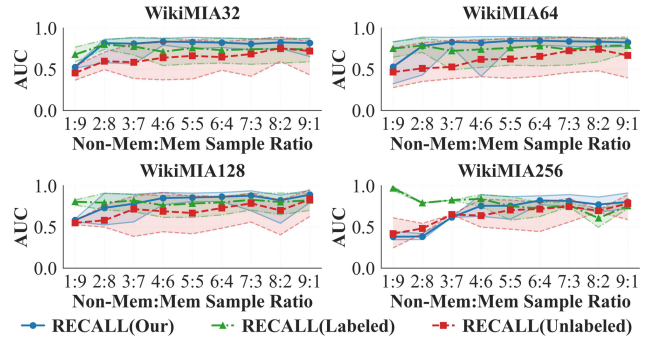 WikiMIA32
WikiMIA64
AUC
1.0
0.5
0.0
1:9 2:8 3:7 4:6 5:5 6:4 7:3 8:2 9:1
Non-Mem:Mem Sample Ratio
AUC
1.0
0.5
0.0
1:9 2:8 3:7 4:6 5:5 6:4 7:3 8:2 9:1
Non-Mem:Mem Sample Ratio
WikiMIA128
WikiMIA256
AUC
1.0
0.5
0.0
1:9 2:8 3:7 4:6 5:5 6:4 7:3 8:2 9:1
Non-Mem:Mem Sample Ratio
AUC
1.0
0.5
0.0
1:9 2:8 3:7 4:6 5:5 6:4 7:3 8:2 9:1
Non-Mem:Mem Sample Ratio
RECALL(Our) RECALL(Labeled) RECALL(Unlabeled)